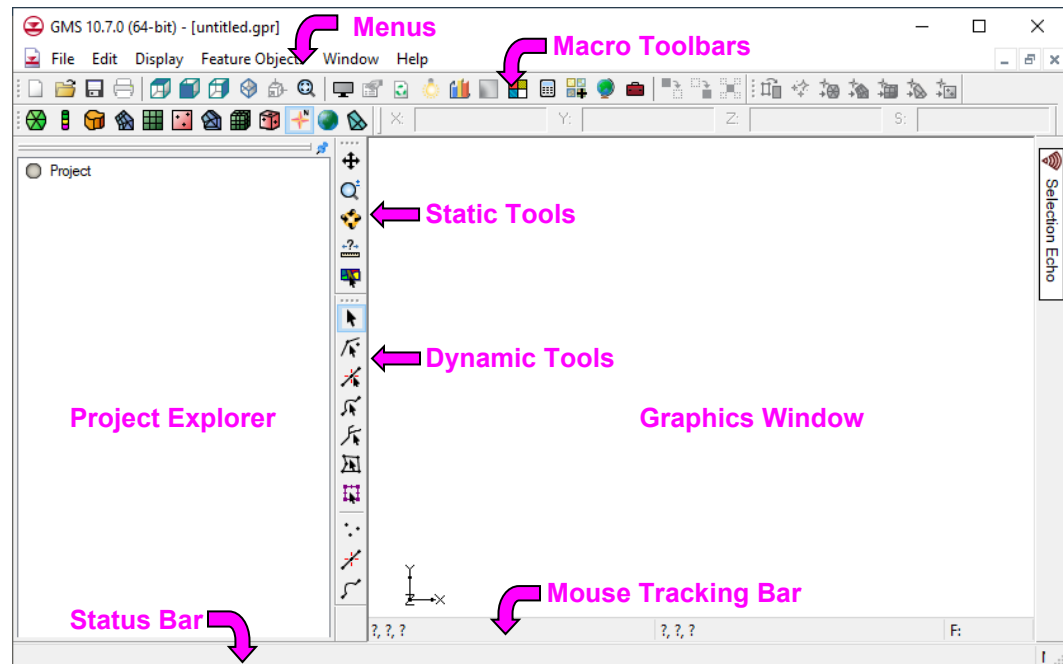 GMS 10.7.0 (64-bit) - [untitled.gpr]
Menus
File Edit Display Feature Object Window Help
Macro Toolbars
X: Y: Z: S:
Project
Selection Echo
Static Tools
Dynamic Tools
Project Explorer
Graphics Window
Y
Z X
Mouse Tracking Bar
Status Bar
?, ?, ? ?, ?, ? F: